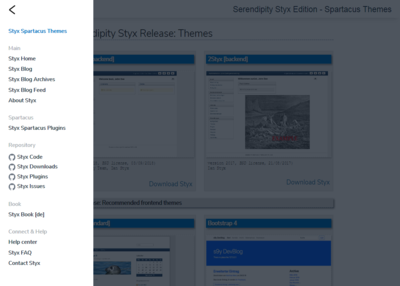 Serendipity Styx Edition - Spartacus Themes
Styx Spartacus Themes
Main
Styx Home
Styx Blog
Styx Blog Archives
Styx Blog Feed
About Styx
Spartacus
Styx Spartacus Plugins
Repository
Styx Code
Styx Downloads
Styx Plugins
Styx Issues
Book
Styx Book [de]
Connect & Help
Help center
Styx FAQ
Contact Styx
Styx Release: Themes
[backend]
2Styx [backend]
Download Styx
Download Styx
Recommended frontend themes
Bootstrap 4